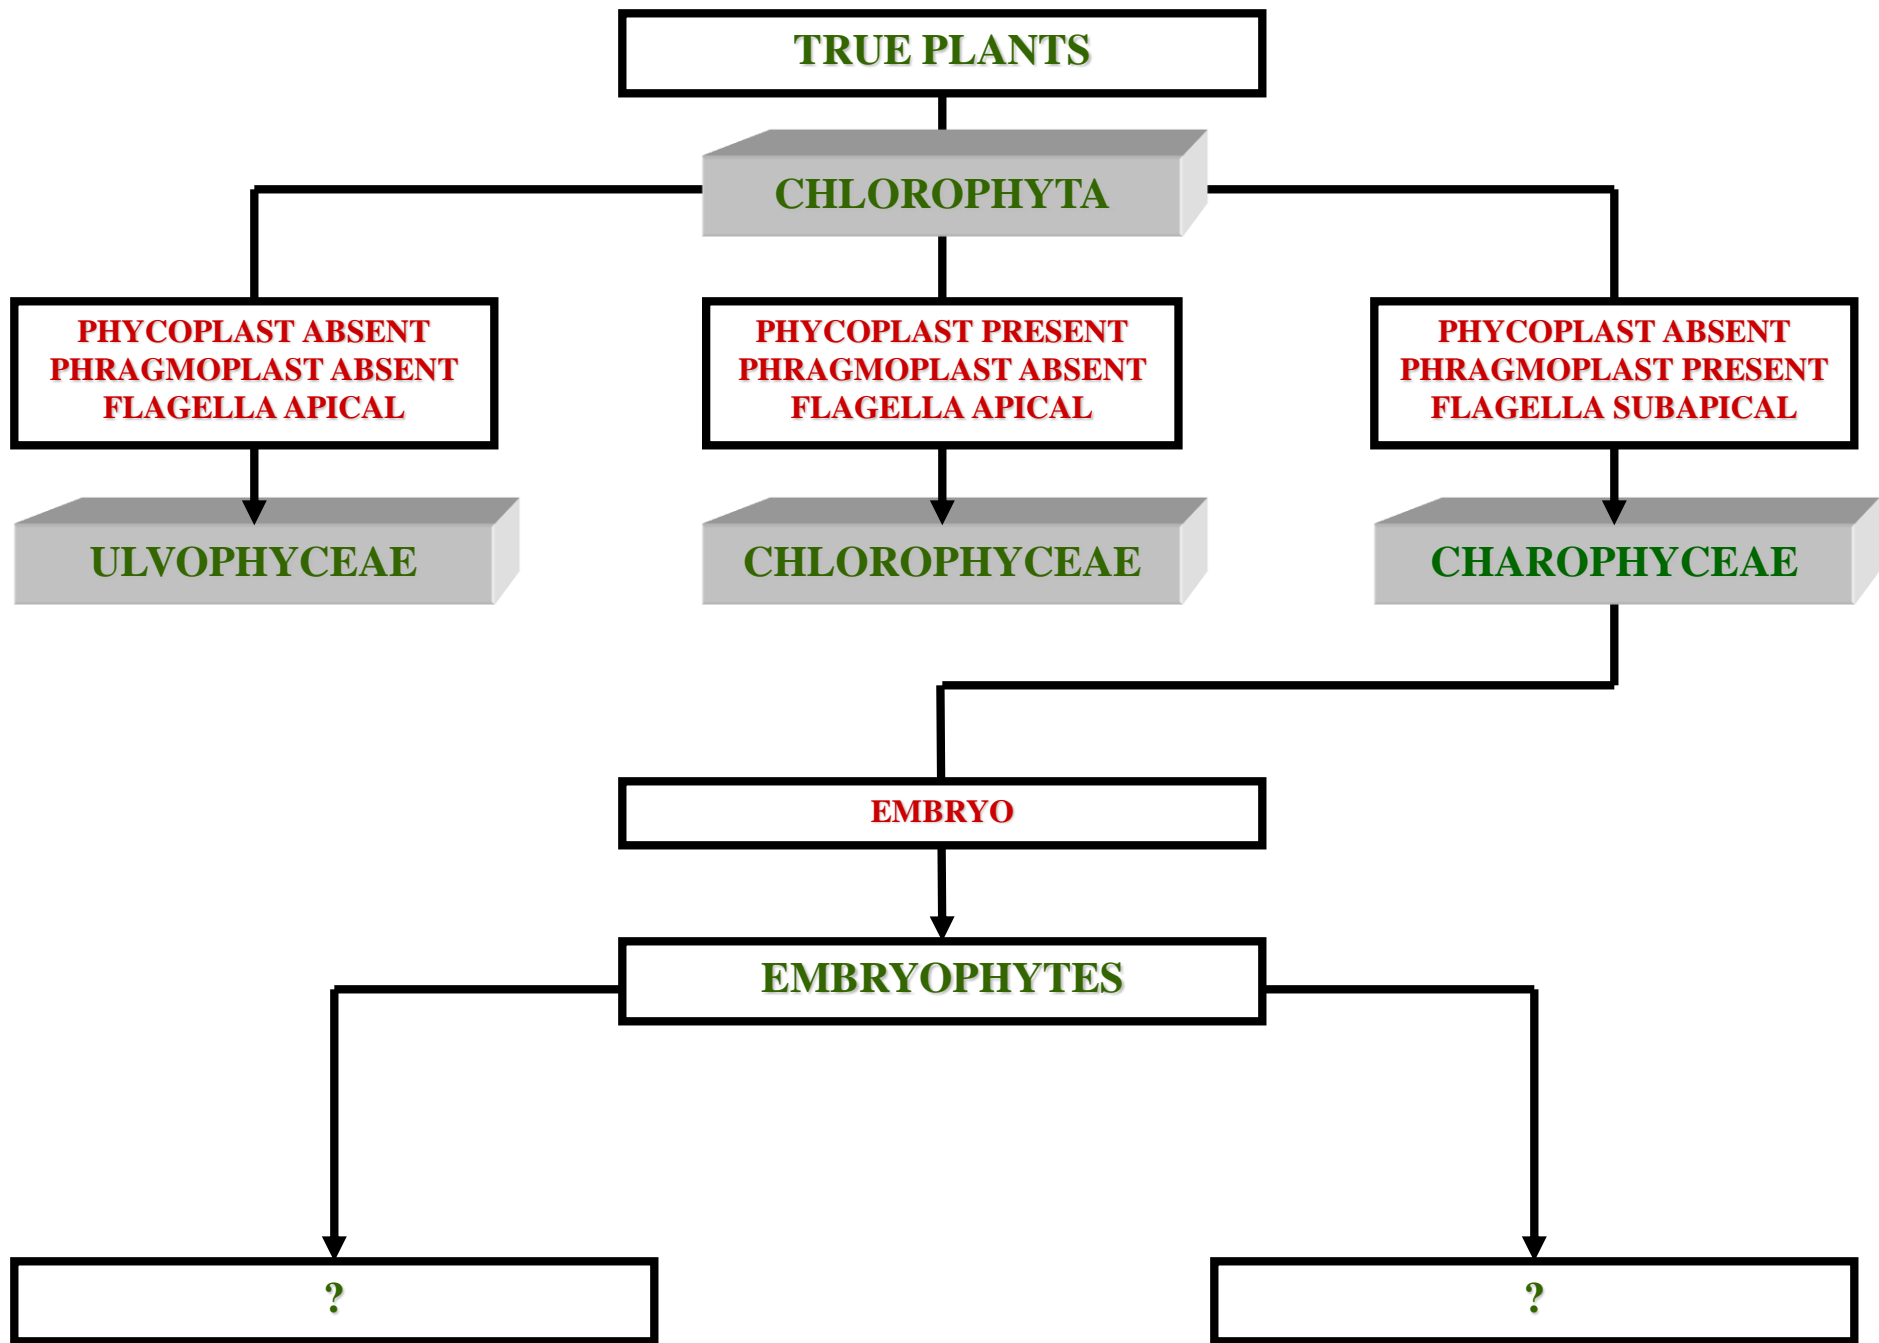 TRUE PLANTS
CHLOROPHYTA
PHYCOPLAST ABSENT
PHRAGMOPLAST ABSENT
FLAGELLA APICAL
PHYCOPLAST PRESENT
PHRAGMOPLAST ABSENT
FLAGELLA APICAL
PHYCOPLAST ABSENT
PHRAGMOPLAST PRESENT
FLAGELLA SUBAPICAL
ULVOPHYCEAE
CHLOROPHYCEAE
CHAROPHYCEAE
EMBRYO
EMBRYOPHYTES
?
?